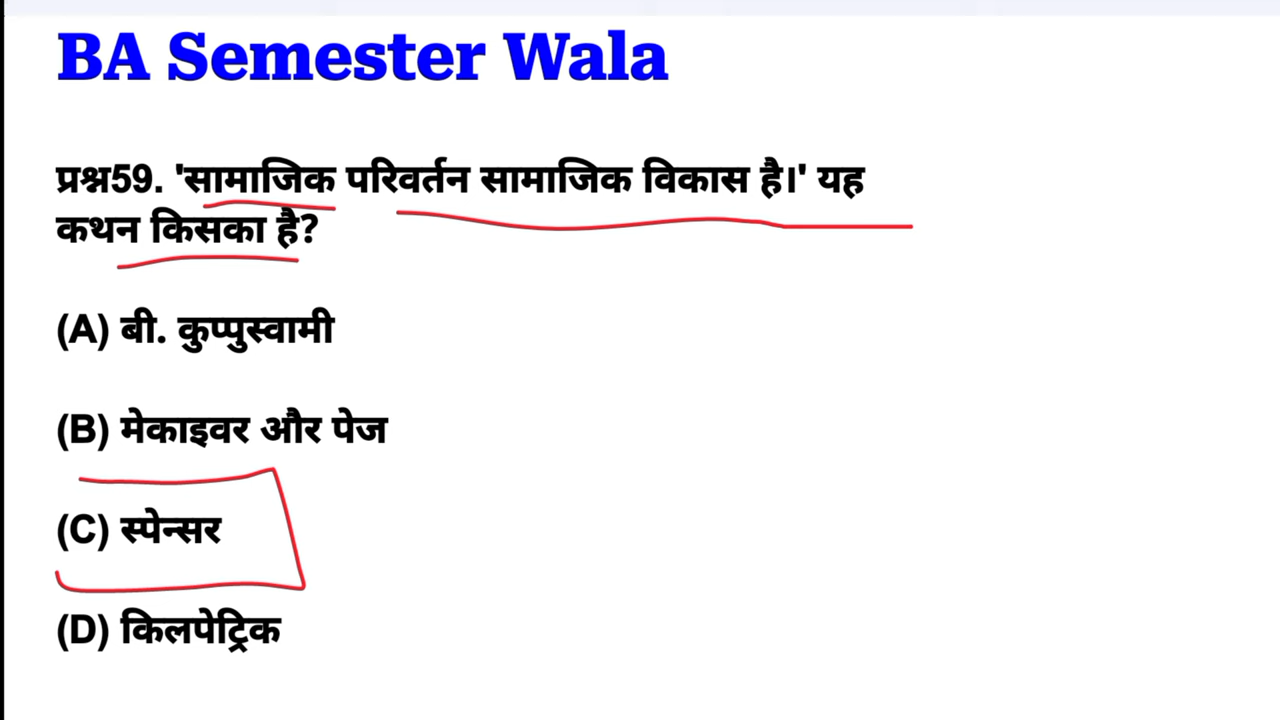 BA Semester Wala
प्रश्न59. 'सामाजिक परिवर्तन सामाजिक विकास है।' यह
कथन किसका है?
(A) बी. कुप्पुस्वामी
(B) मेकाइवर और पेज
(C) स्पेन्सर
(D) किलपेट्रिक